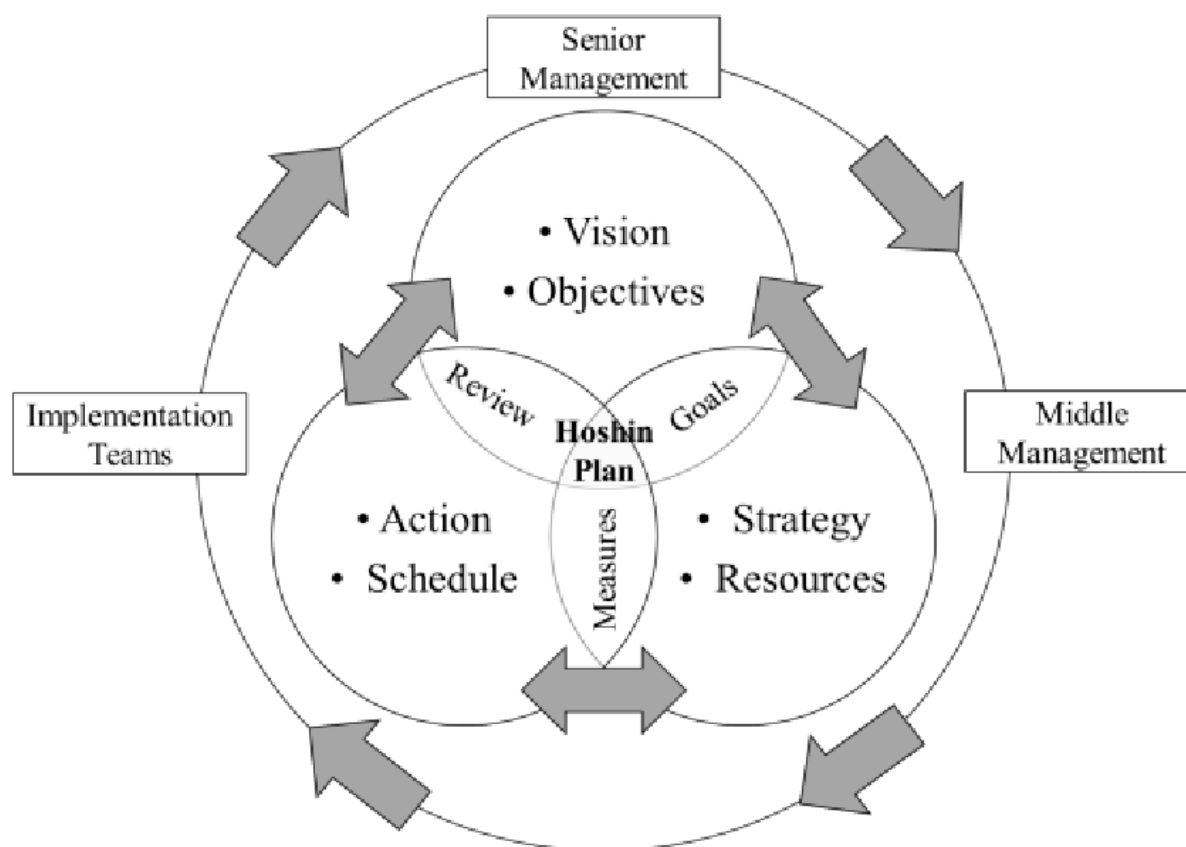 Senior
Management
• Vision
• Objectives
Review
Goals
Implementation
Teams
Hoshin
Plan
Middle
Management
• Action
• Schedule
Measures
• Strategy
• Resources